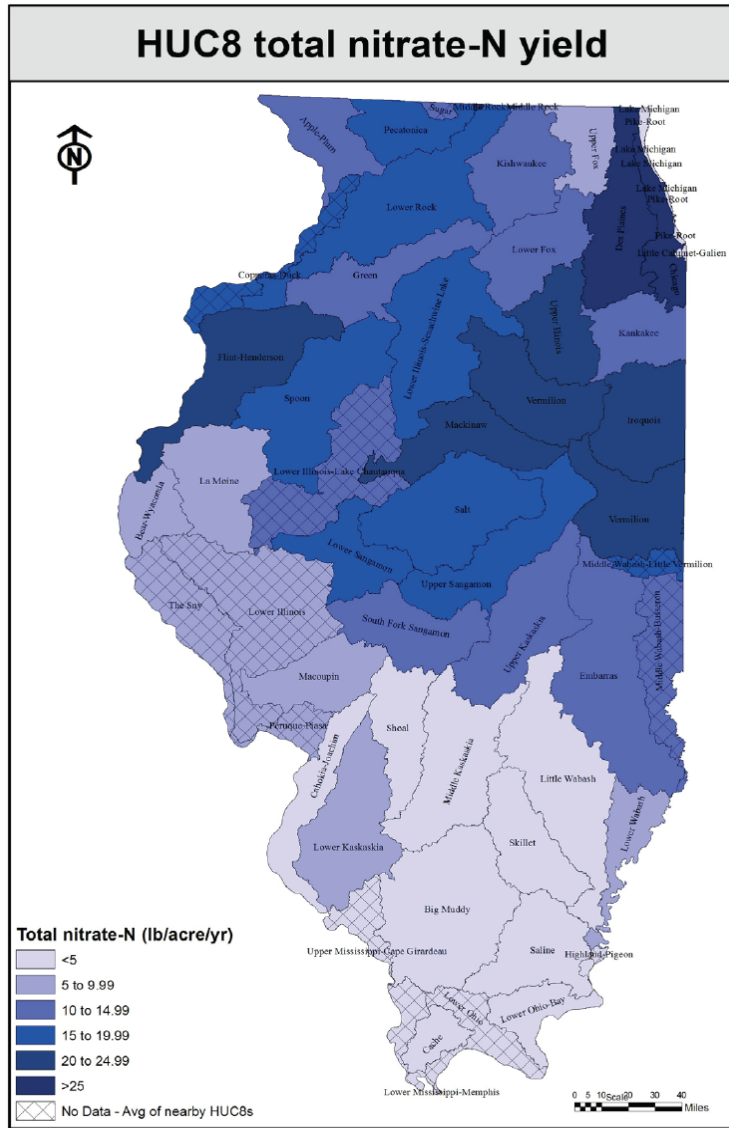 HUC8 total nitrate-N yield
N
Apple-Plum
Pecatonica
Sugar
Middle Rock
Middle Rock
Kishwaukee
Upper Fox
Lake Michigan
Pike-Root
Lake Michigan
Lake Michigan
Lake Michigan
Pike-Root
Pike-Root
Little Calumet-Galien
Chicago
Des Plaines
Lower Rock
Lower Fox
Copperas-Duck
Green
Lower Illinois-Senachwine Lake
Upper Illinois
Kankakee
Flint-Henderson
Spoon
Vermilion
Iroquois
Mackinaw
Lower Illinois-Lake Chautauqua
La Moine
Bear-Wyaconda
Salt
Vermilion
Lower Sangamon
Upper Sangamon
Middle Wabash-Little Vermilion
The Sny
Lower Illinois
South Fork Sangamon
Upper Kaskaskia
Middle Wabash-Busseron
Embarras
Macoupin
Peruque-Piasa
Cahokia-Joachim
Shoal
Middle Kaskaskia
Little Wabash
Lower Wabash
Skillet
Lower Kaskaskia
Big Muddy
Upper Mississippi-Cape Girardeau
Saline
Highland-Pigeon
Lower Ohio
Lower Ohio-Bay
Cache
Lower Mississippi-Memphis
Total nitrate-N (lb/acre/yr)
<5
5 to 9.99
10 to 14.99
15 to 19.99
20 to 24.99
>25
No Data - Avg of nearby HUC8s
Scale
0 5 10 20 30 40
Miles